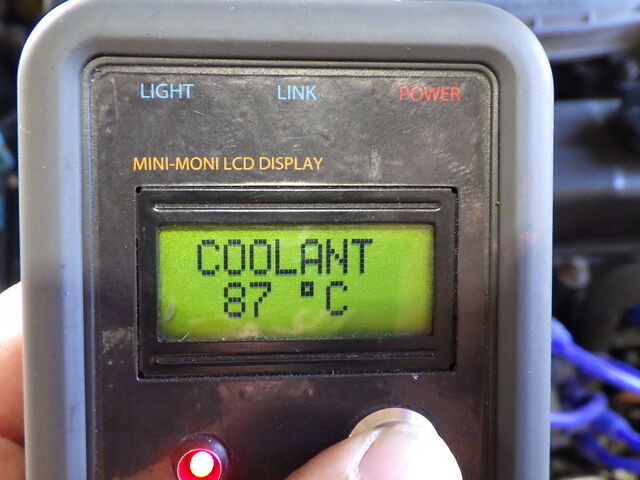 LIGHT LINK POWER
MINI-MONI LCD DISPLAY
COOLANT
87 °C